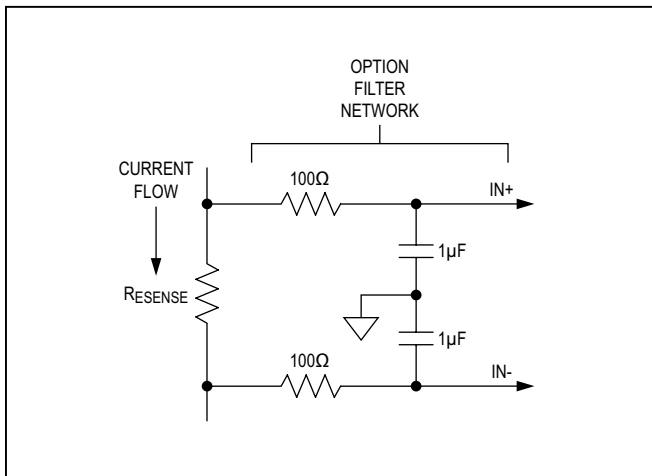 OPTION
FILTER
NETWORK
CURRENT
FLOW
100Ω
IN+
1µF
RESENSE
1µF
100Ω
IN-